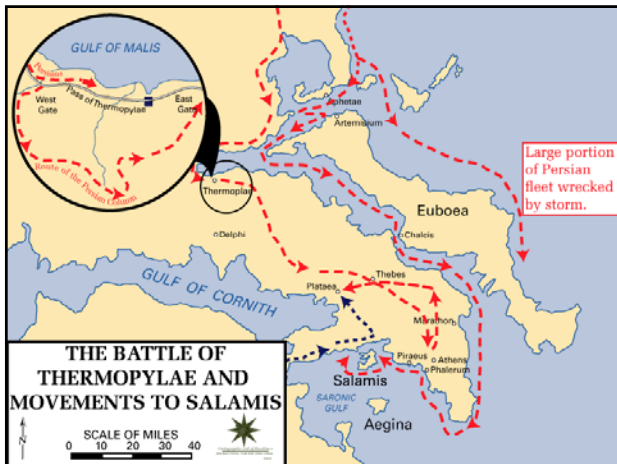 GULF OF MALIS
Persians
Pass of Thermopylae
West
Gate
East
Gate
Route of the Persian Column
Aphetae
Artemisium
Large portion
of Persian
fleet wrecked
by storm.
Thermopylae
Euboea
Delphi
Chalcis
GULF OF CORNITH
Thebes
Plataea
Marathon
Piraeus
Athens
Phalerum
Salamis
SARONIC
GULF
Aegina
THE BATTLE OF
THERMOPYLAE AND
MOVEMENTS TO SALAMIS
N
SCALE OF MILES
0 10 20 30 40